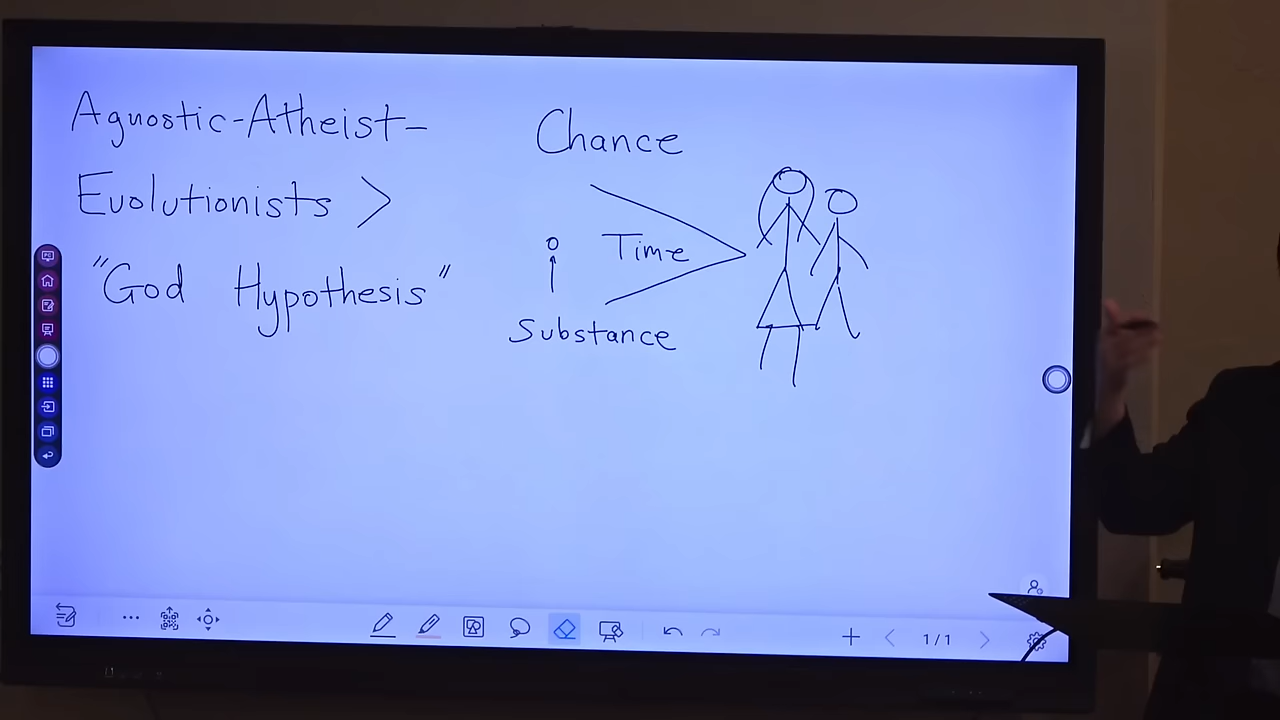 Agnostic-Atheist-
Evolutionists >
"God Hypothesis"
Chance
Time
Substance
1/1